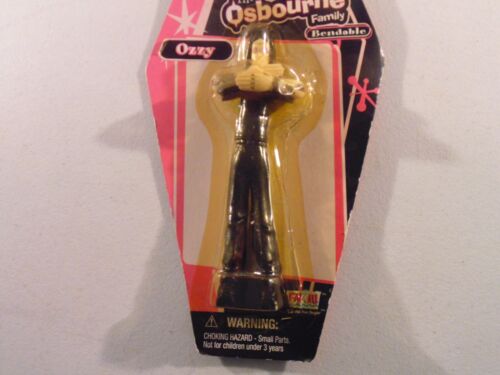 Osbourne
Family
Bendable
Ozzy
WARNING:
CHOKING HAZARD - Small Parts.
Not for children under 3 years